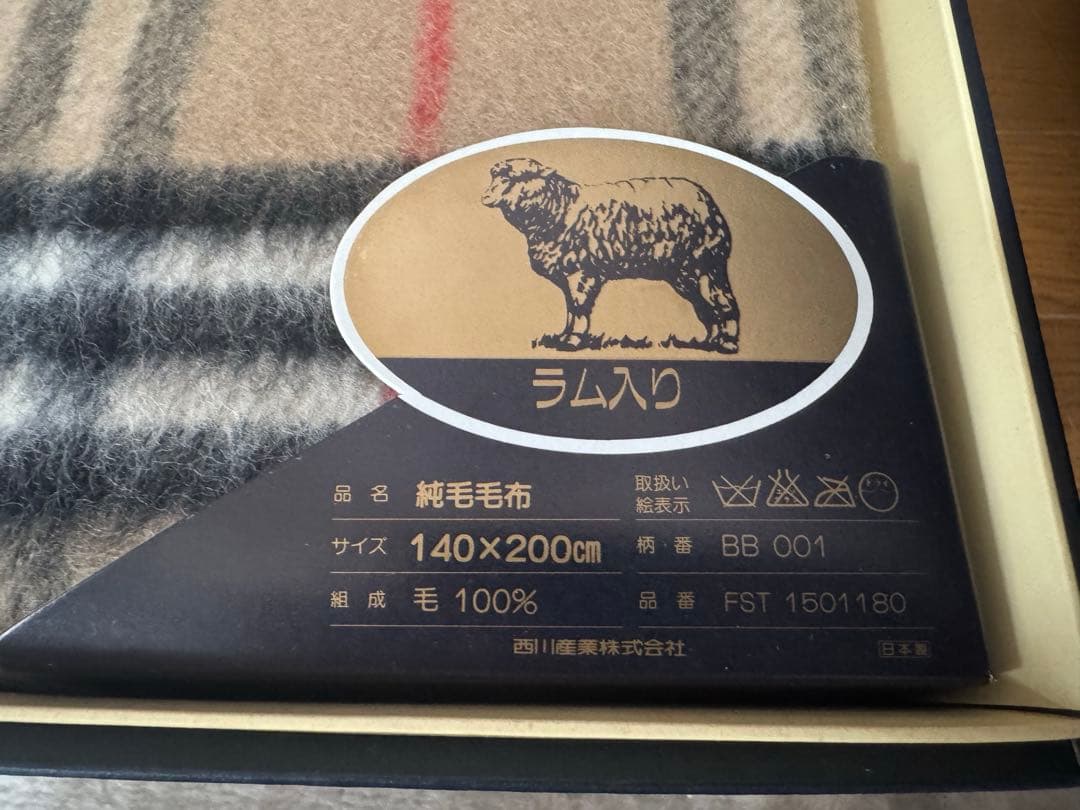 ラム入り
品名 純毛毛布
取扱い
絵表示
サイズ 140×200cm
柄・番 BB 001
組成 毛 100%
品番 FST 1501180
西川産業株式会社
日本製